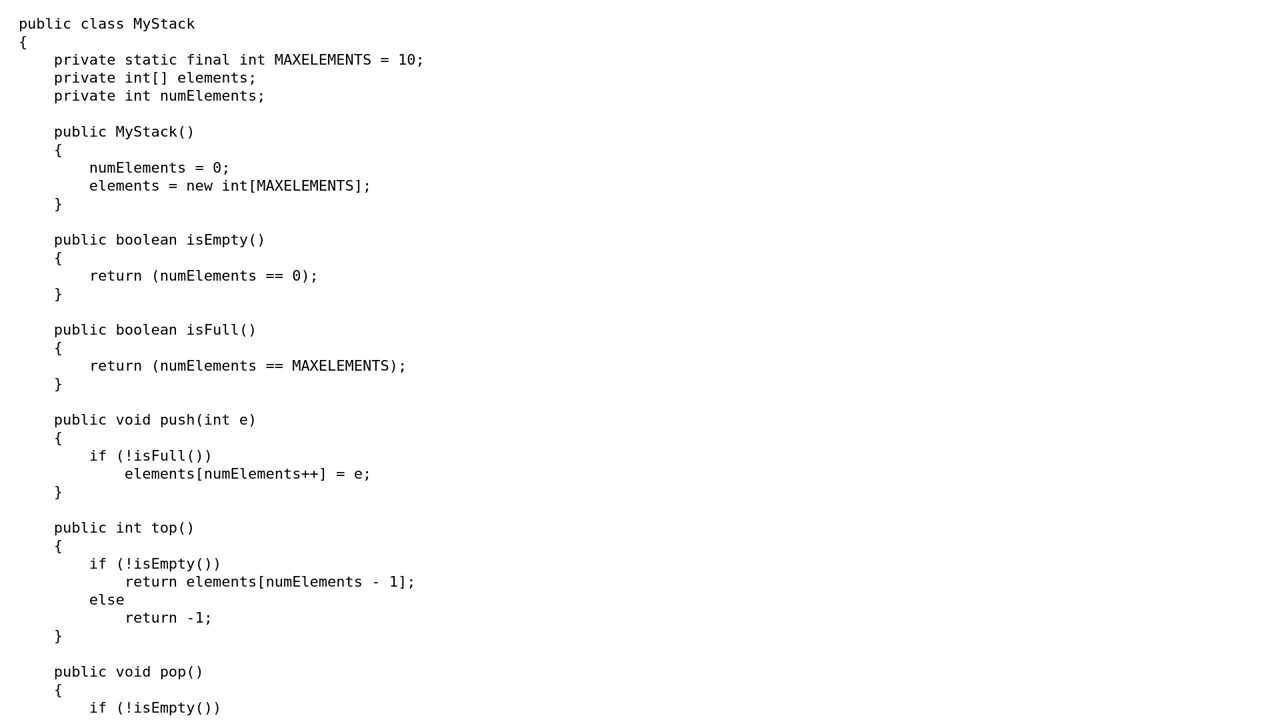 public class MyStack
{
    private static final int MAXELEMENTS = 10;
    private int[] elements;
    private int numElements;

    public MyStack()
    {
        numElements = 0;
        elements = new int[MAXELEMENTS];
    }

    public boolean isEmpty()
    {
        return (numElements == 0);
    }

    public boolean isFull()
    {
        return (numElements == MAXELEMENTS);
    }

    public void push(int e)
    {
        if (!isFull())
            elements[numElements++] = e;
    }

    public int top()
    {
        if (!isEmpty())
            return elements[numElements - 1];
        else
            return -1;
    }

    public void pop()
    {
        if (!isEmpty())